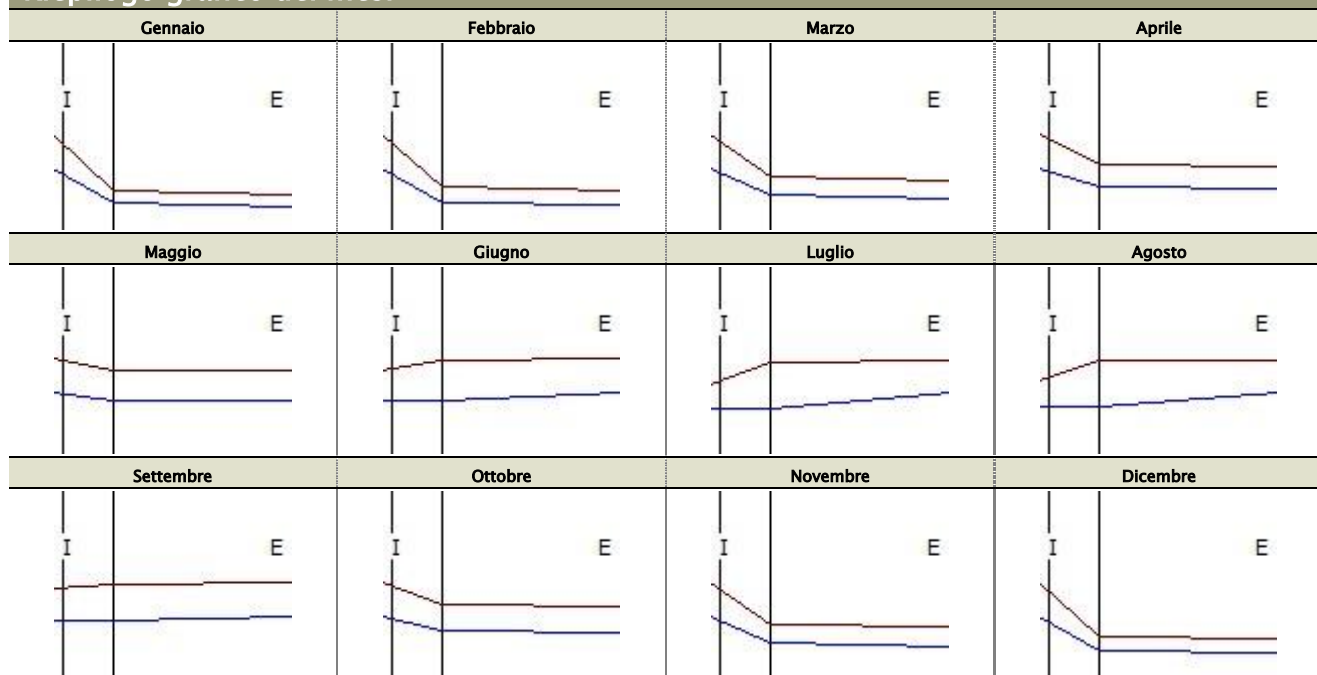 Gennaio Febbraio Marzo Aprile
I E I E I E I E
Maggio Giugno Luglio Agosto
I E I E I E I E
Settembre Ottobre Novembre Dicembre
I E I E I E I E